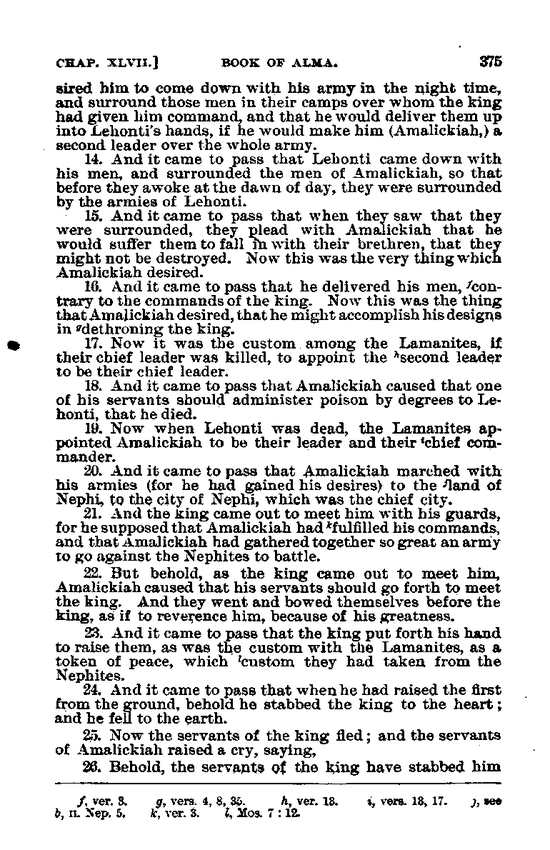 CHAP. XLVII.] BOOK OF ALMA. 375
sired him to come down with his army in the night time,
and surround those men in their camps over whom the king
had given him command, and that he would deliver them up
into Lehonti's hands, if he would make him (Amalickiah,) a
second leader over the whole army.
14. And it came to pass that Lehonti came down with
his men, and surrounded the men of Amalickiah, so that
before they awoke at the dawn of day, they were surrounded
by the armies of Lehonti.
15. And it came to pass that when they saw that they
were surrounded, they plead with Amalickiah that he
would suffer them to fall in with their brethren, that they
might not be destroyed. Now this was the very thing which
Amalickiah desired.
16. And it came to pass that he delivered his men, fcon-
trary to the commands of the king. Now this was the thing
that Amalickiah desired, that he might accomplish his designs
in gdethroning the king.
17. Now it was the custom among the Lamanites, if
their chief leader was killed, to appoint the hsecond leader
to be their chief leader.
18. And it came to pass that Amalickiah caused that one
of his servants should administer poison by degrees to Le-
honti, that he died.
19. Now when Lehonti was dead, the Lamanites ap-
pointed Amalickiah to be their leader and their ichief com-
mander.
20. And it came to pass that Amalickiah marched with
his armies (for he had gained his desires) to the jland of
Nephi, to the city of Nephi, which was the chief city.
21. And the king came out to meet him with his guards,
for he supposed that Amalickiah had kfulfilled his commands,
and that Amalickiah had gathered together so great an army
to go against the Nephites to battle.
22. But behold, as the king came out to meet him,
Amalickiah caused that his servants should go forth to meet
the king. And they went and bowed themselves before the
king, as if to reverence him, because of his greatness.
23. And it came to pass that the king put forth his hand
to raise them, as was the custom with the Lamanites, as a
token of peace, which lcustom they had taken from the
Nephites.
24. And it came to pass that when he had raised the first
from the ground, behold he stabbed the king to the heart;
and he fell to the earth.
25. Now the servants of the king fled; and the servants
of Amalickiah raised a cry, saying,
26. Behold, the servants of the king have stabbed him
f, ver. 3. g, vers. 4, 8, 35. h, ver. 13. i, vers. 13, 17. j, see
b, II. Nep. 5. k, ver. 3. l, Mos. 7 : 12.